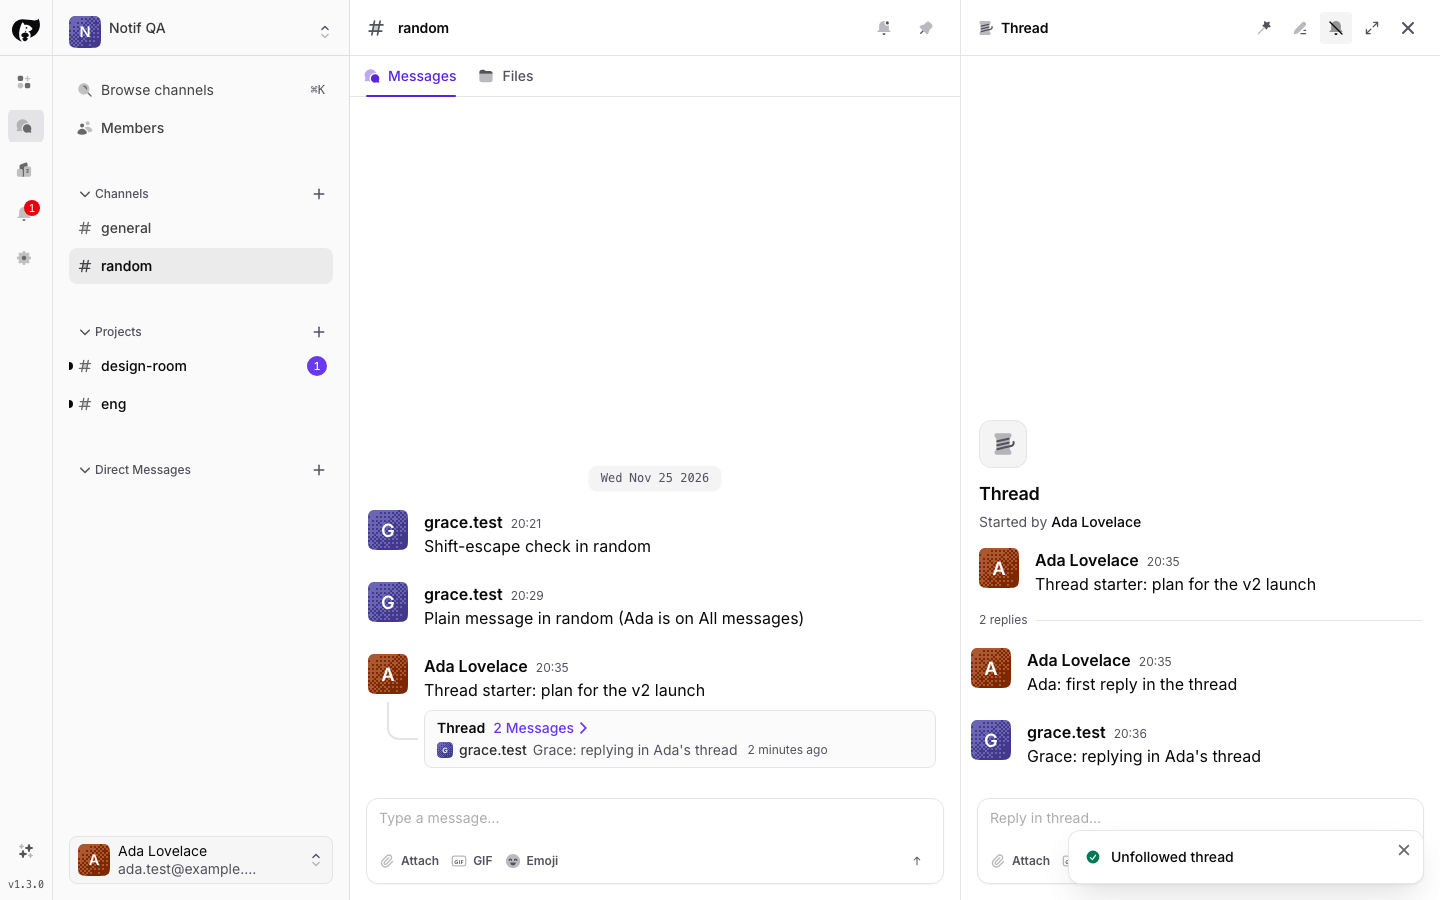 N
Notif QA
Browse channels
⌘K
Members
Channels
general
random
Projects
design-room
1
eng
Direct Messages
1
A
Ada Lovelace
ada.test@example....
v1.3.0
random
Messages
Files
Wed Nov 25 2026
G
grace.test 20:21
Shift-escape check in random
G
grace.test 20:29
Plain message in random (Ada is on All messages)
A
Ada Lovelace 20:35
Thread starter: plan for the v2 launch
Thread 2 Messages
G grace.test Grace: replying in Ada's thread 2 minutes ago
Type a message...
Attach GIF GIF Emoji
Thread
Thread
Started by Ada Lovelace
A
Ada Lovelace 20:35
Thread starter: plan for the v2 launch
2 replies
A
Ada Lovelace 20:35
Ada: first reply in the thread
G
grace.test 20:36
Grace: replying in Ada's thread
Reply in thread...
Attach
Unfollowed thread